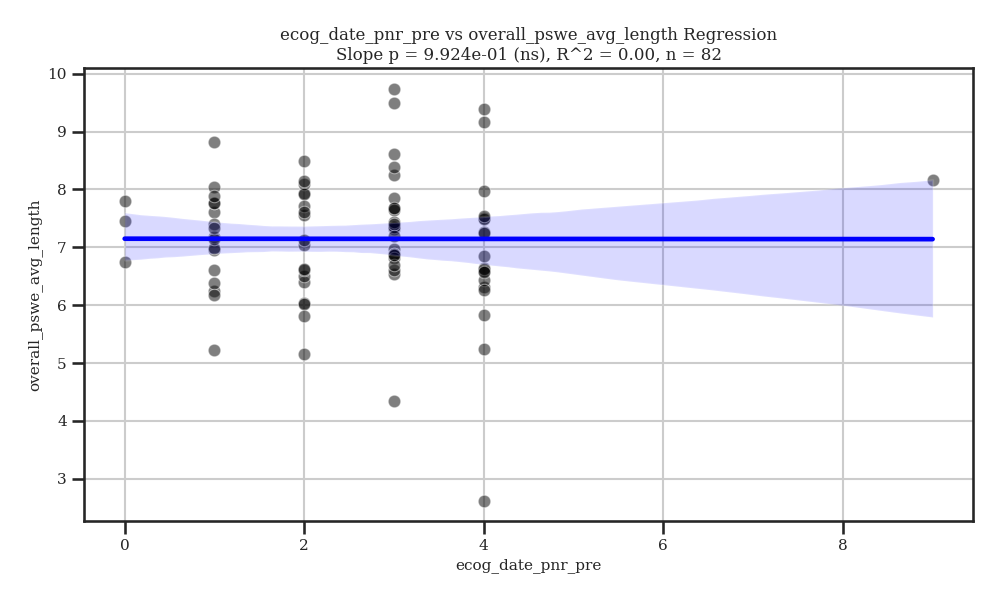 ecog_date_pnr_pre vs overall_pswe_avg_length Regression
Slope p = 9.924e-01 (ns), R^2 = 0.00, n = 82
10
9
8
7
6
5
4
3
overall_pswe_avg_length
0 2 4 6 8
ecog_date_pnr_pre